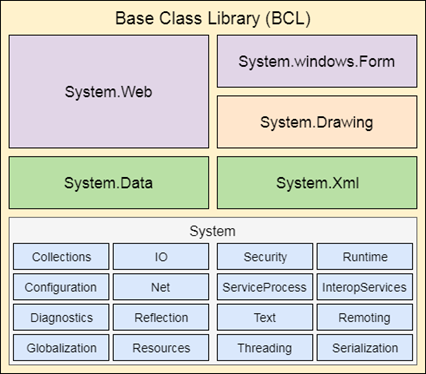 Base Class Library (BCL)
System.Web
System.windows.Form
System.Drawing
System.Data
System.Xml
System
Collections
IO
Security
Runtime
Configuration
Net
ServiceProcess
InteropServices
Diagnostics
Reflection
Text
Remoting
Globalization
Resources
Threading
Serialization